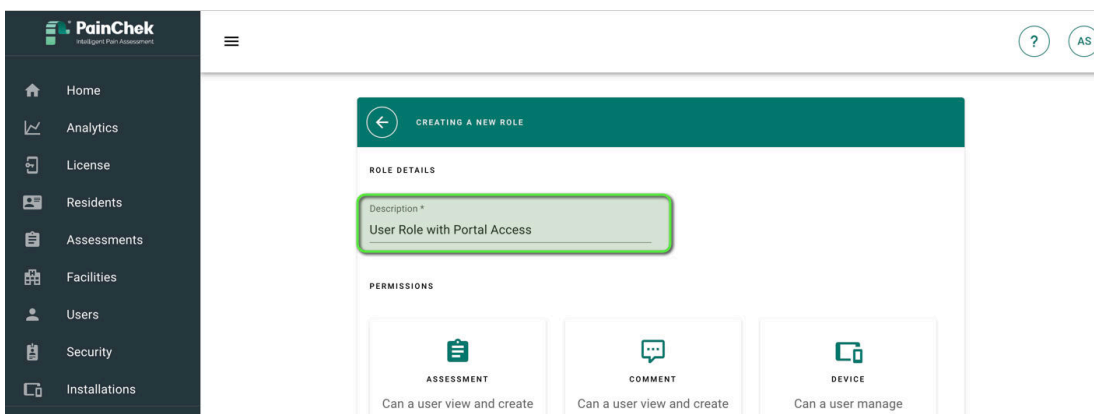 PainChek
Intelligent Pain Assessment
? AS
Home
Analytics
License
Residents
Assessments
Facilities
Users
Security
Installations
CREATING A NEW ROLE
ROLE DETAILS
Description *
User Role with Portal Access
PERMISSIONS
ASSESSMENT
Can a user view and create
COMMENT
Can a user view and create
DEVICE
Can a user manage